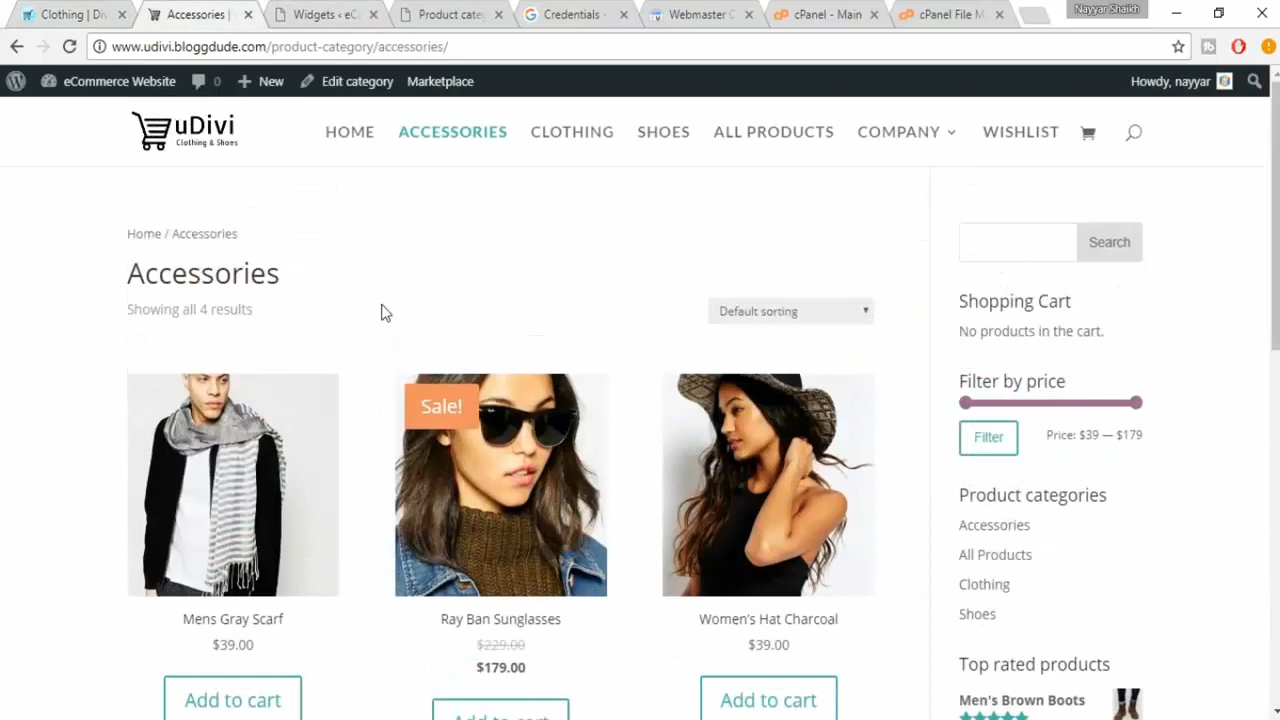 Clothing | Div
Accessories |
Widgets ‹ eC
Product cate
Credentials -
Webmaster C
cPanel - Main
cPanel File M
Nayyar Shaikh
www.udivi.bloggdude.com/product-category/accessories/
eCommerce Website 0 New Edit category Marketplace Howdy, nayyar
uDivi
Clothing & Shoes
HOME ACCESSORIES CLOTHING SHOES ALL PRODUCTS COMPANY WISHLIST
Home / Accessories
Accessories
Showing all 4 results
Default sorting
Sale!
Mens Gray Scarf
$39.00
Add to cart
Ray Ban Sunglasses
$229.00
$179.00
Add to cart
Women's Hat Charcoal
$39.00
Add to cart
Search
Shopping Cart
No products in the cart.
Filter by price
Filter
Price: $39 — $179
Product categories
Accessories
All Products
Clothing
Shoes
Top rated products
Men's Brown Boots